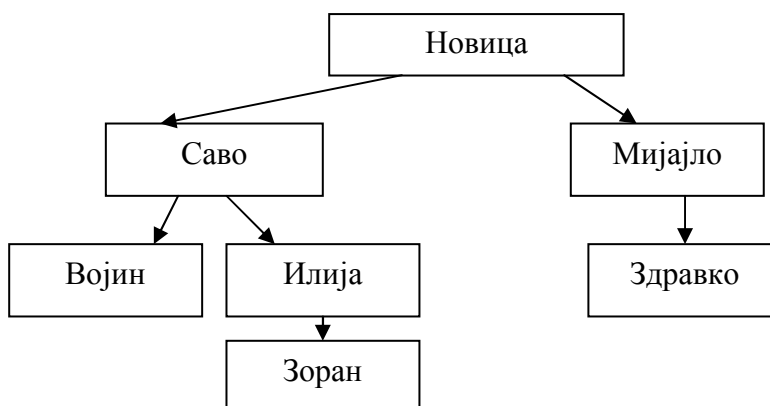 Новица
Саво
Мијајло
Војин
Илија
Здравко
Зоран